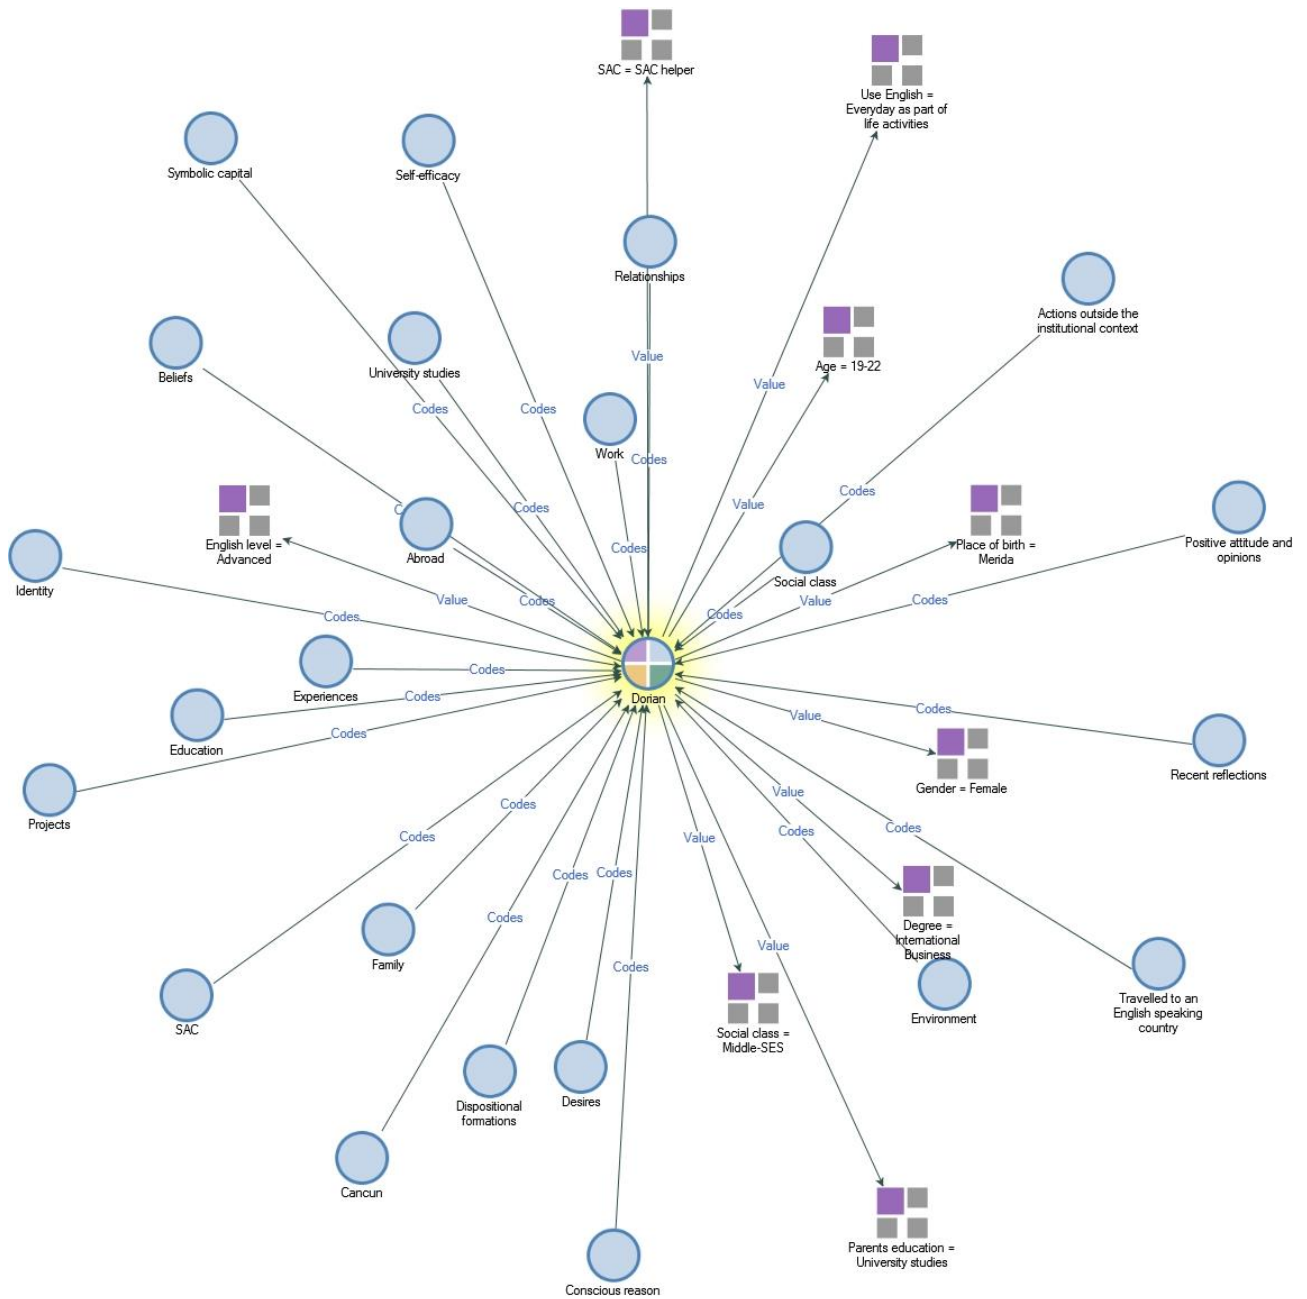 SAC = SAC helper
Use English =
Everyday as part of
life activities
Symbolic capital
Self-efficacy
Relationships
Actions outside the
institutional context
Value
Age = 19-22
Beliefs
University studies
Value
Codes
Codes
Work
Codes
Codes
Value
Codes
Codes
English level =
Advanced
Abroad
Place of birth =
Merida
Positive attitude and
opinions
Codes
Identity
Social class
Value
Codes
Codes
Value
Codes
Codes
Experiences
Codes
Dorian
Codes
Codes
Value
Education
Codes
Gender = Female
Recent reflections
Projects
Codes
Value
Codes
Value
Codes
Codes
Codes
Codes
Codes
Codes
Degree =
International
Business
Value
Family
Codes
SAC
Social class =
Middle-SES
Environment
Travelled to an
English speaking
country
Dispositional
formations
Desires
Cancun
Parents education =
University studies
Conscious reason